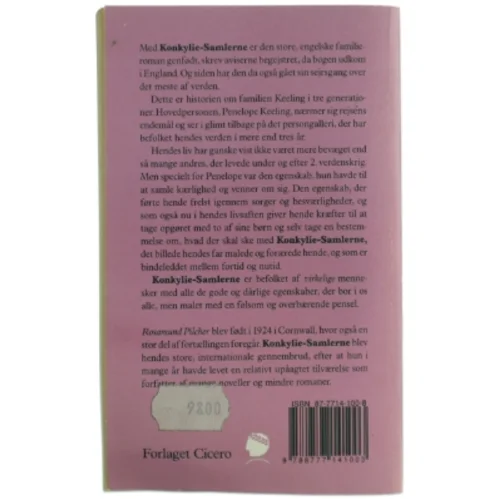 Med Konkylie-Samlerne er den store, engelske familie-
roman genfødt, skrev aviserne begejstret, da bogen udkom
i England. Og siden har den da også gået sin sejrsgang over
det meste af verden.
Dette er historien om familien Keeling i tre generatio-
ner. Hovedpersonen, Penelope Keeling, nærmer sig rejsens
endemål og ser i glimt tilbage på det persongalleri, der har
befolket hendes verden i mere end tres år.
Hendes liv har ganske vist ikke været mere bevæget end
så mange andres, der levede under og efter 2. verdenskrig.
Men specielt for Penelope var den egenskab, hun havde til
at samle kærlighed og venner om sig. Den egenskab, der
førte hende frelst igennem sorger og besværligheder, og
som også nu i hendes livsaften giver hende kræfter til at
tage opgøret med to af sine børn og selv tage en bestem-
melse om, hvad der skal ske med Konkylie-Samlerne,
det billede hendes far malede og forærede hende, og som er
bindeleddet mellem fortid og nutid.
Konkylie-Samlerne er befolket af virkelige menne-
sker med alle de gode og dårlige egenskaber, der bor i os
alle, men malet med en følsom og overbærende pensel.
Rosamund Pilcher blev født i 1924 i Cornwall, hvor også en
stor del af fortællingen foregår. Konkylie-Samlerne blev
hendes store, internationale gennembrud, efter at hun i
mange år havde levet en relativt upåagtet tilværelse som
forfatter af mange noveller og mindre romaner.
9800
ISBN 87-7714-100-8
Forlaget Cicero
9 788777 141003